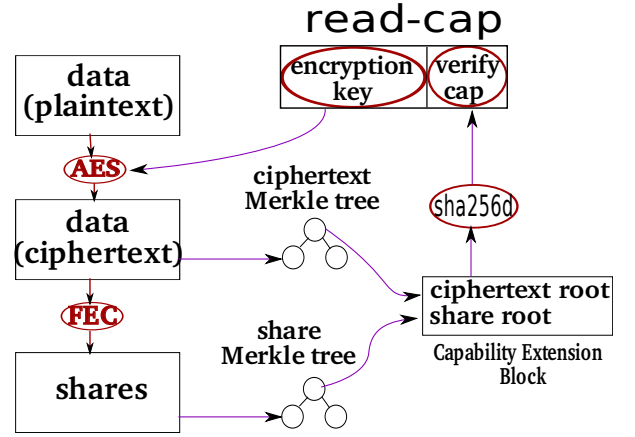 read-cap
data
(plaintext)
encryption
key
verify
cap
AES
ciphertext
Merkle tree
data
(ciphertext)
sha256d
FEC
ciphertext root
share root
share
Merkle tree
Capability Extension
Block
shares